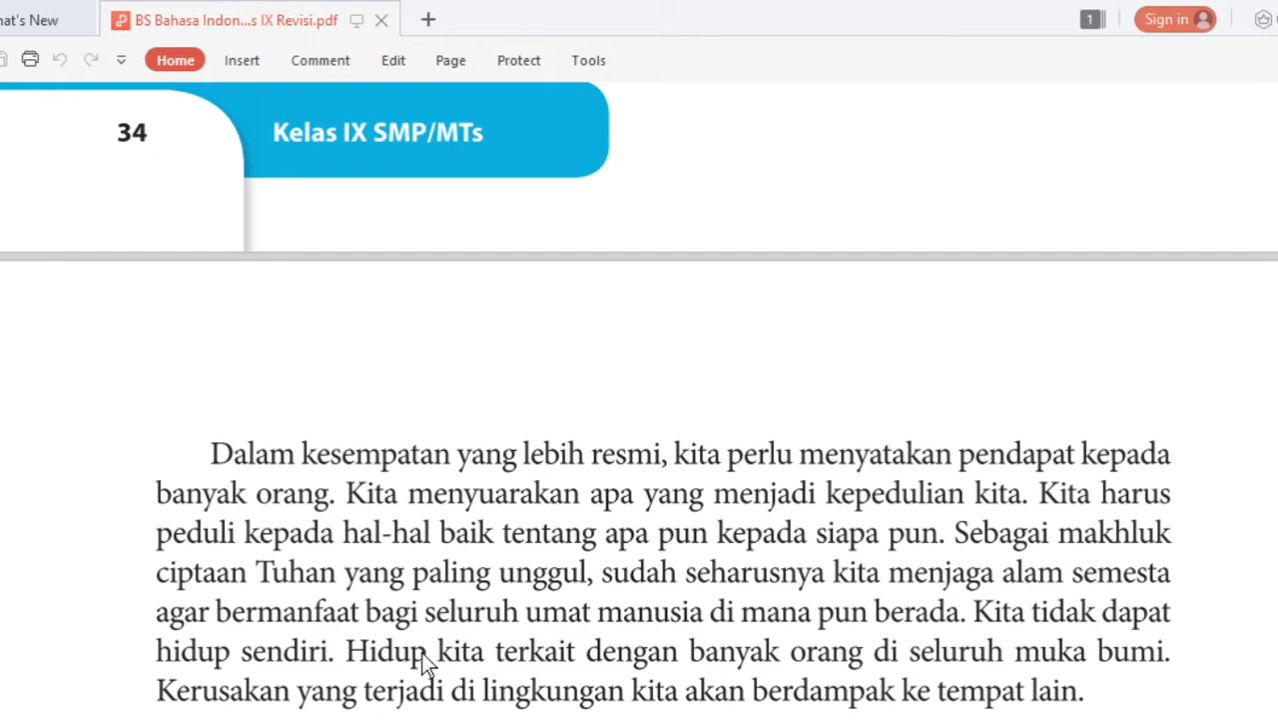 hat's New BS Bahasa Indon...s IX Revisi.pdf 1 Sign in
Home Insert Comment Edit Page Protect Tools
34 Kelas IX SMP/MTs
Dalam kesempatan yang lebih resmi, kita perlu menyatakan pendapat kepada
banyak orang. Kita menyuarakan apa yang menjadi kepedulian kita. Kita harus
peduli kepada hal-hal baik tentang apa pun kepada siapa pun. Sebagai makhluk
ciptaan Tuhan yang paling unggul, sudah seharusnya kita menjaga alam semesta
agar bermanfaat bagi seluruh umat manusia di mana pun berada. Kita tidak dapat
hidup sendiri. Hidup kita terkait dengan banyak orang di seluruh muka bumi.
Kerusakan yang terjadi di lingkungan kita akan berdampak ke tempat lain.